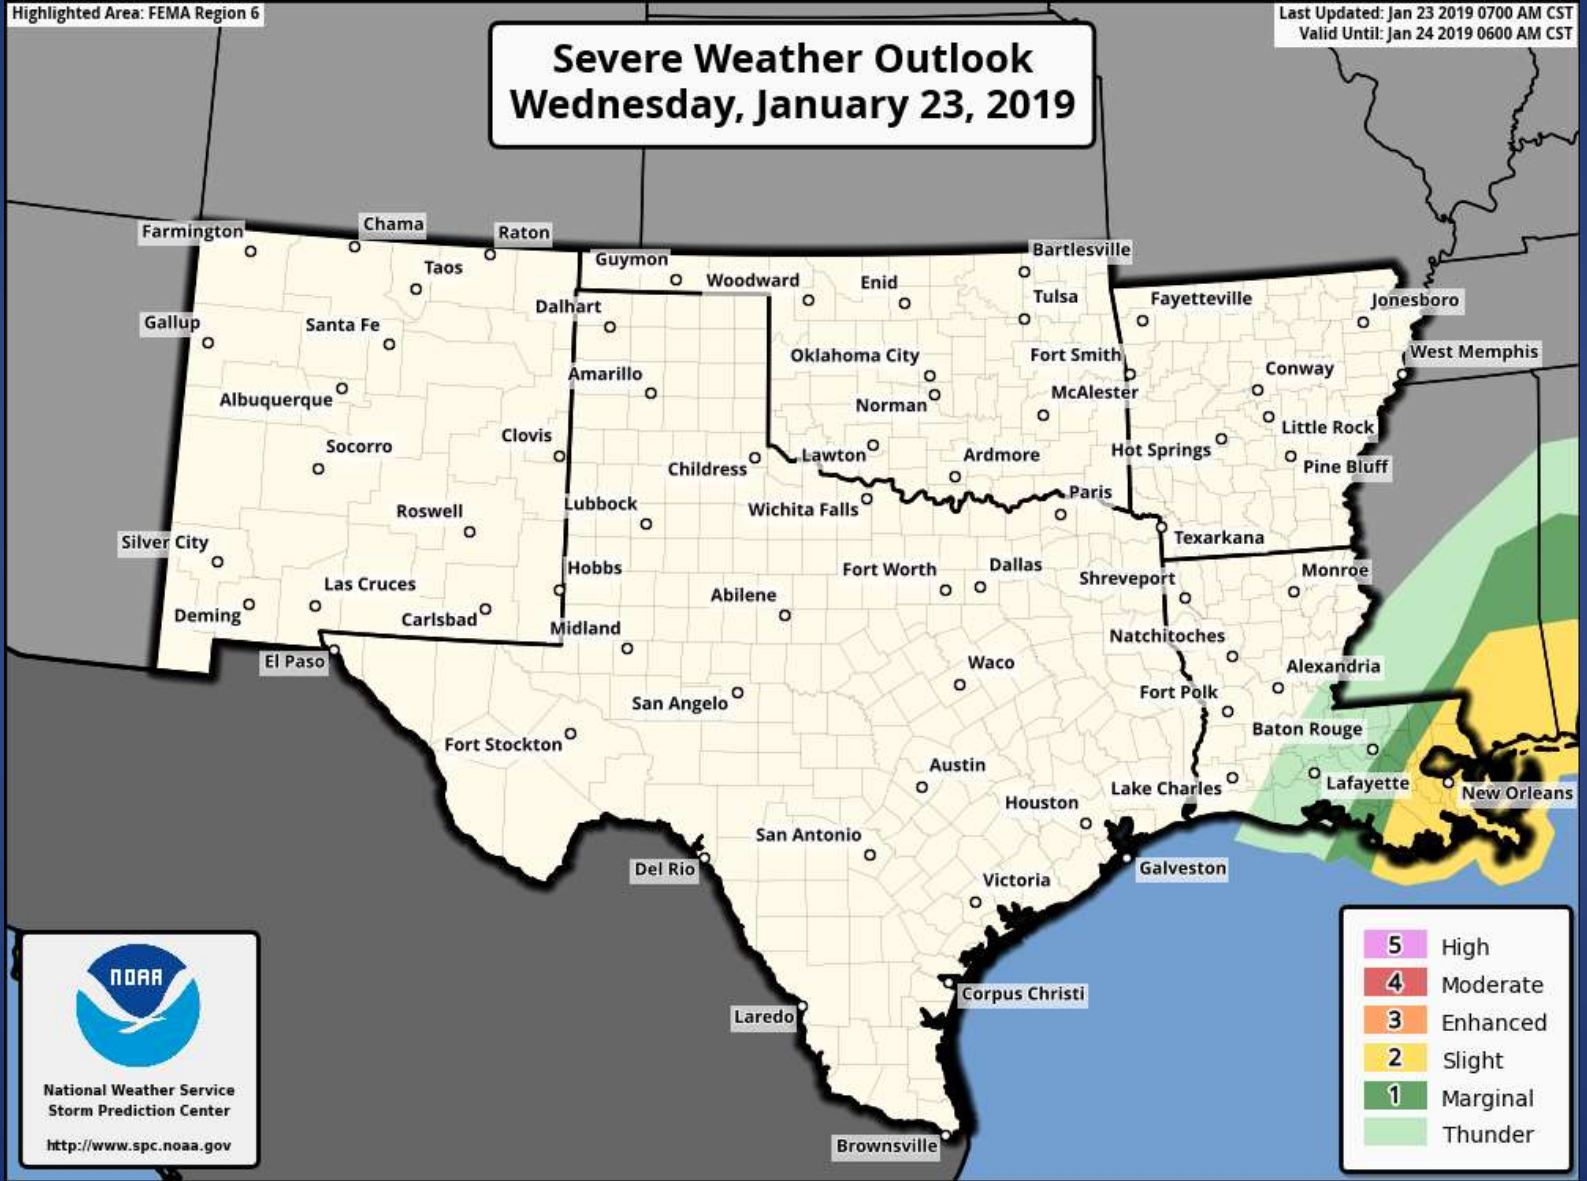 Highlighted Area: FEMA Region 6
Last Updated: Jan 23 2019 0700 AM CST
Valid Until: Jan 24 2019 0600 AM CST
Severe Weather Outlook
Wednesday, January 23, 2019
Farmington
Chama
Raton
Taos
Guymon
Woodward
Enid
Bartlesville
Tulsa
Fayetteville
Jonesboro
Dalhart
Gallup
Santa Fe
Oklahoma City
Fort Smith
West Memphis
Conway
Amarillo
Albuquerque
Norman
McAlester
Little Rock
Socorro
Clovis
Childress
Lawton
Ardmore
Hot Springs
Pine Bluff
Roswell
Lubbock
Wichita Falls
Paris
Texarkana
Silver City
Hobbs
Las Cruces
Fort Worth
Dallas
Shreveport
Monroe
Abilene
Deming
Carlsbad
Midland
Natchitoches
El Paso
Waco
Alexandria
San Angelo
Fort Polk
Fort Stockton
Baton Rouge
Austin
Lake Charles
Lafayette
New Orleans
Houston
San Antonio
Del Rio
Galveston
Victoria
Corpus Christi
Laredo
Brownsville
NOAA
National Weather Service
Storm Prediction Center
http://www.spc.noaa.gov
5 High
4 Moderate
3 Enhanced
2 Slight
1 Marginal
Thunder